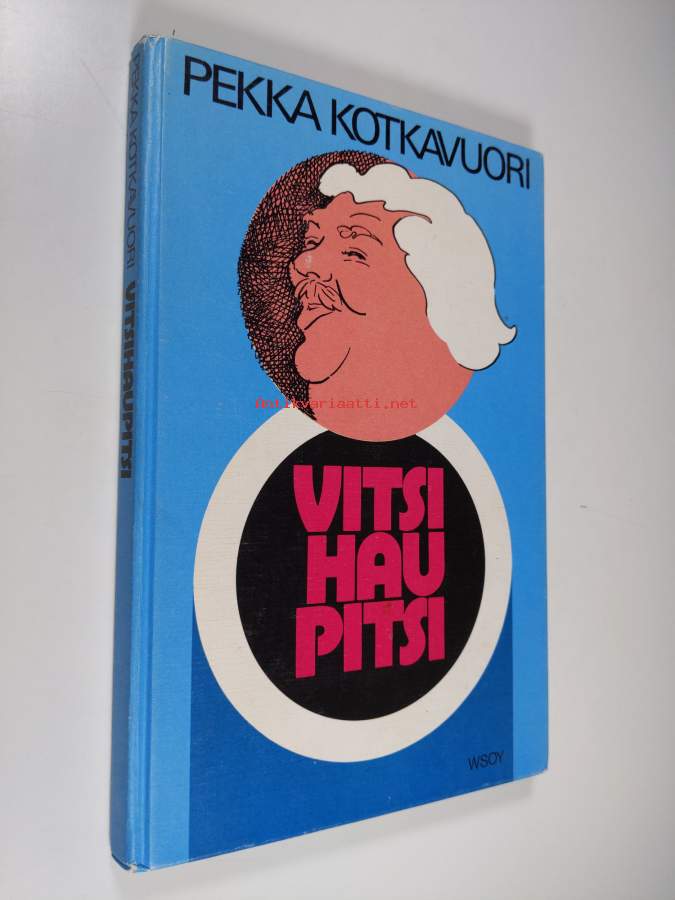 PEKKA KOTKAVUORI
PEKKA KOTKAVUORI VITSIHAUPITSI
Antikvariaatti.net
VITSI
HAU
PITSI
WSOY